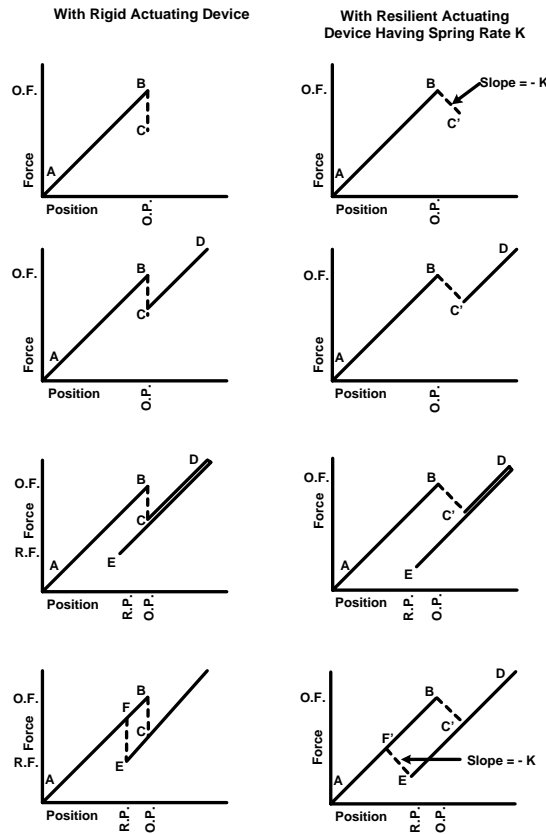 With Rigid Actuating Device
With Resilient Actuating
Device Having Spring Rate K
O.F.
Force
A
B
C
Position
O.P.
O.F.
Force
A
B
C'
Slope = - K
Position
O.P.
O.F.
Force
A
B
C
D
Position
O.P.
O.F.
Force
A
B
C'
D
Position
O.P.
O.F.
Force
R.F.
A
B
C
D
E
Position
R.P.
O.P.
O.F.
Force
A
B
C'
D
E
Position
R.P.
O.P.
O.F.
Force
R.F.
A
F
B
C
E
Position
R.P.
O.P.
O.F.
Force
A
F'
B
C'
D
E
Slope = - K
Position
R.P.
O.P.